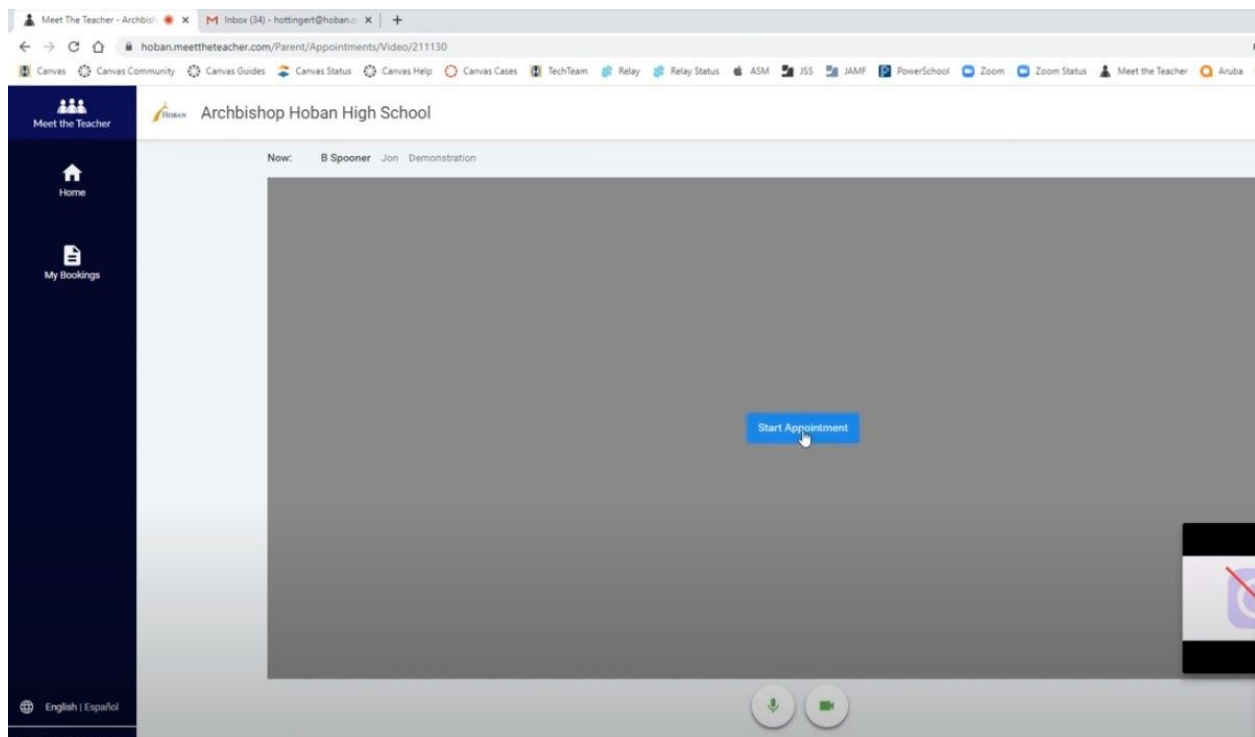 Meet The Teacher - Archbish
Inbox (34) - hottingert@hoban.o
hoban.meettheteacher.com/Parent/Appointments/Video/211130
Canvas Canvas Community Canvas Guides Canvas Status Canvas Help Canvas Cases TechTeam Relay Relay Status ASM JSS JAMF PowerSchool Zoom Zoom Status Meet the Teacher Aruba
Meet the Teacher
HOBAN Archbishop Hoban High School
Now: B Spooner Jon Demonstration
Home
My Bookings
Start Appointment
English | Español